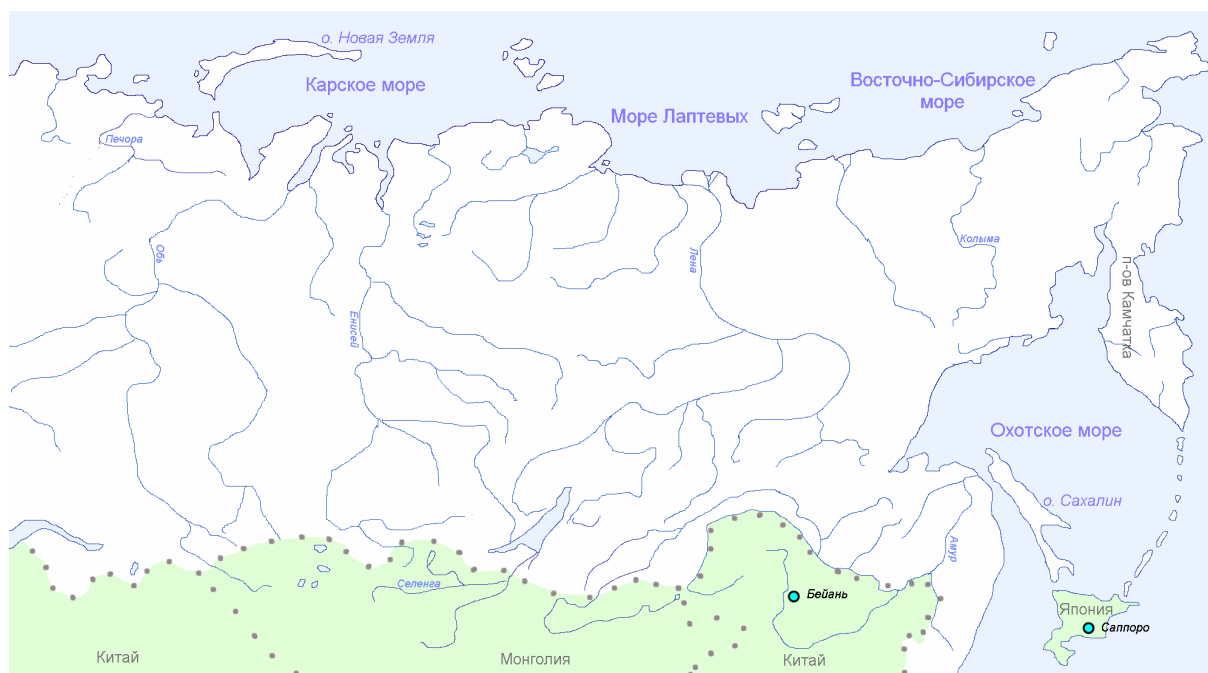 о. Новая Земля
Карское море
Восточно-Сибирское
море
Море Лаптевых
Печора
Обь
Лена
Колыма
п-ов Камчатка
Енисей
Охотское море
о. Сахалин
Амур
Селенга
Бейань
Япония
Саппоро
Китай
Монголия
Китай